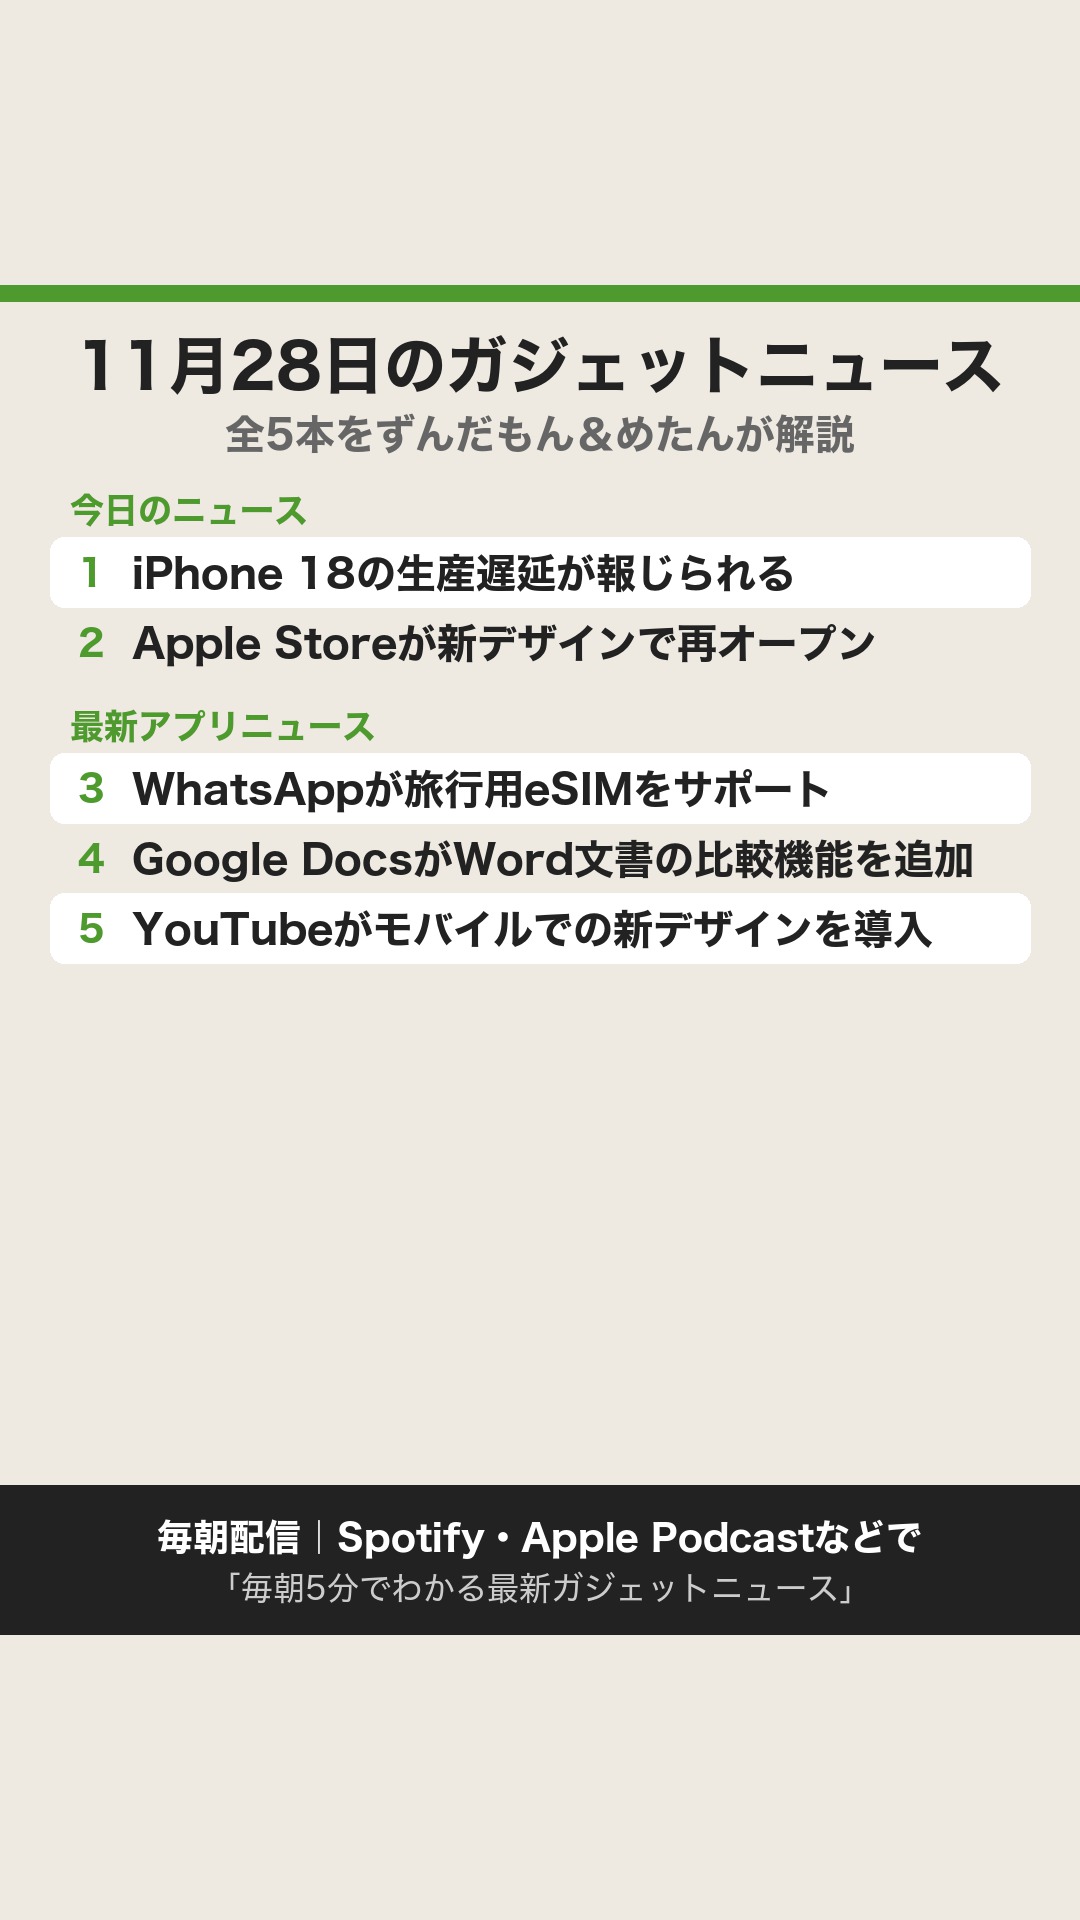 11月28日のガジェットニュース
全5本をずんだもん＆めたんが解説
今日のニュース
1 iPhone 18の生産遅延が報じられる
2 Apple Storeが新デザインで再オープン
最新アプリニュース
3 WhatsAppが旅行用eSIMをサポート
4 Google DocsがWord文書の比較機能を追加
5 YouTubeがモバイルでの新デザインを導入
毎朝配信｜Spotify・Apple Podcastなどで
「毎朝5分でわかる最新ガジェットニュース」